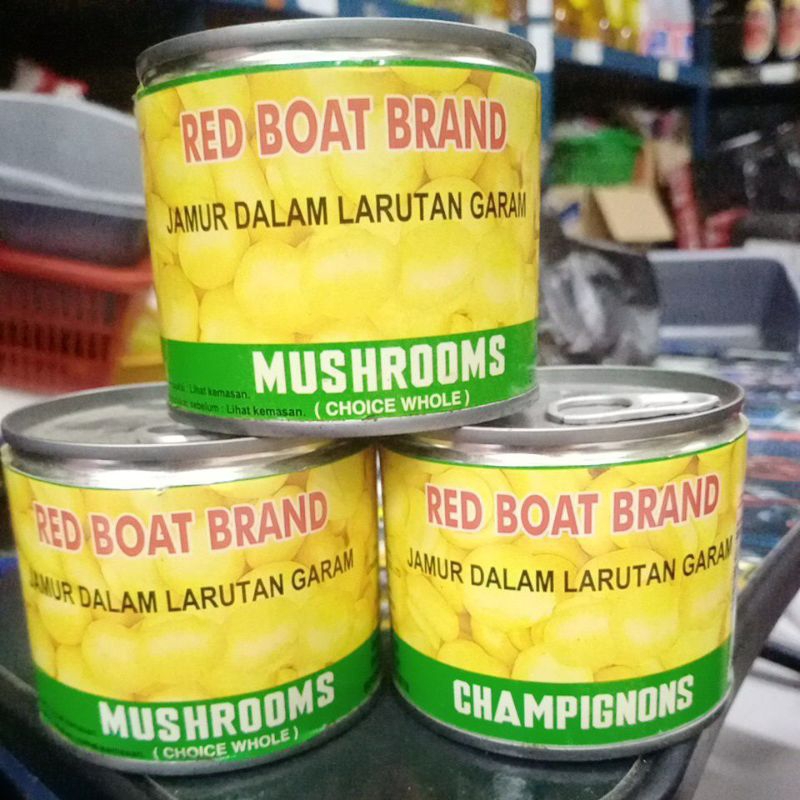 RED BOAT BRAND
JAMUR DALAM LARUTAN GARAM
MUSHROOMS
: Lihat kemasan.
sebelum : Lihat kemasan.
( CHOICE WHOLE )
RED BOAT BRAND
JAMUR DALAM LARUTAN GARAM
MUSHROOMS
( CHOICE WHOLE )
RED BOAT BRAND
JAMUR DALAM LARUTAN GARAM
CHAMPIGNONS